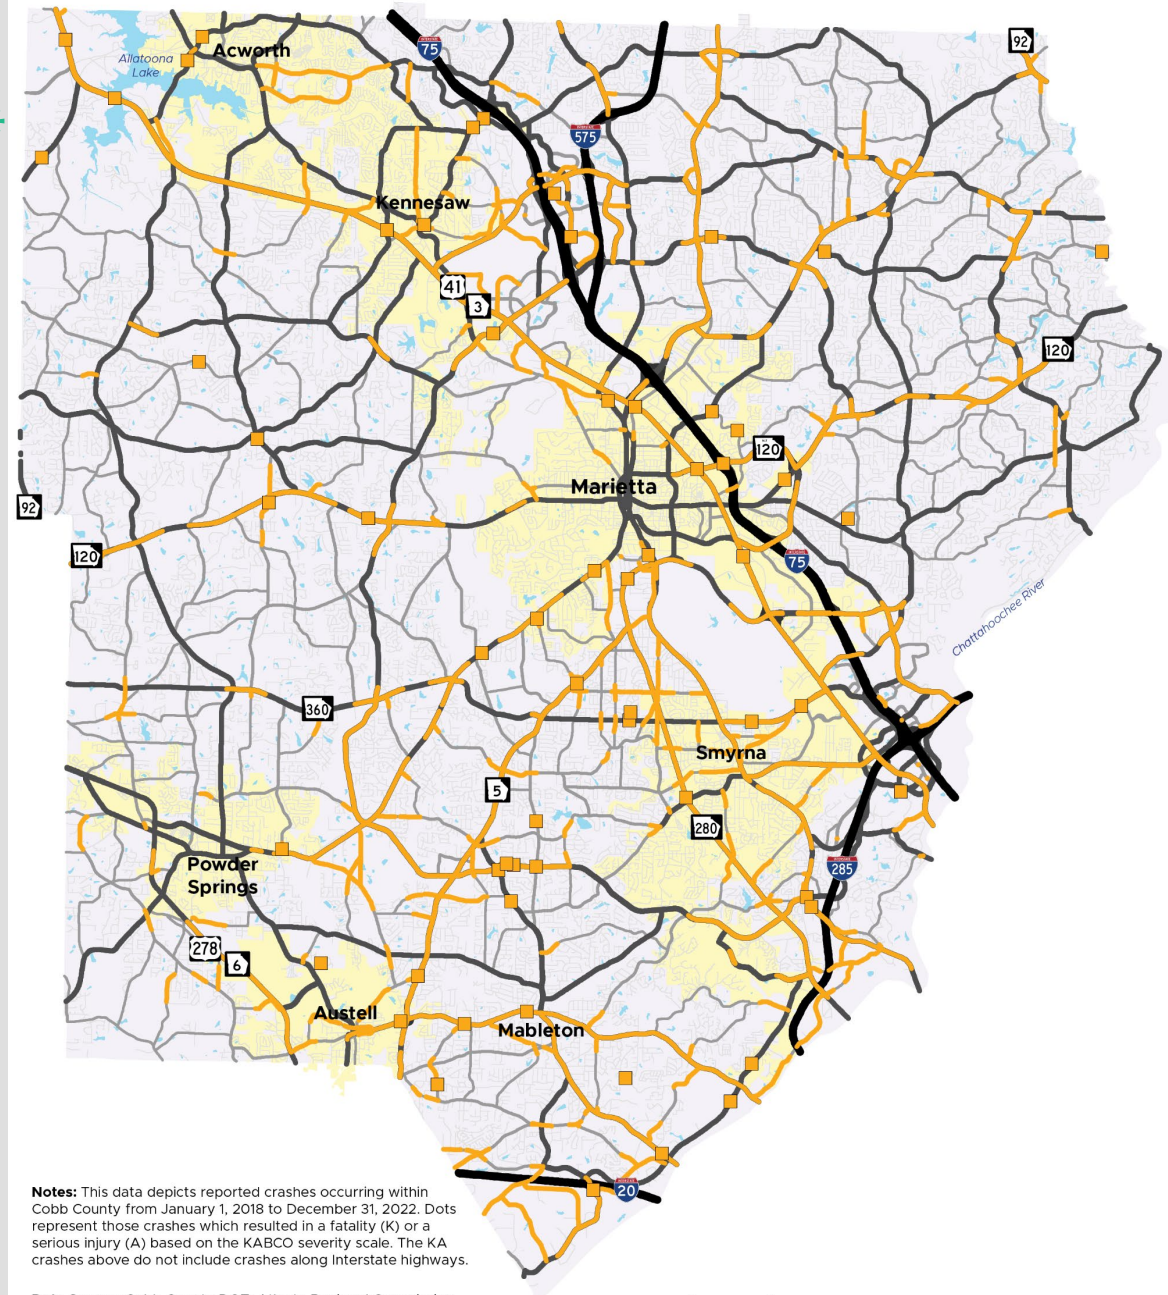 75
92
Acworth
Allatoona
Lake
575
Kennesaw
41
3
120
120
Marietta
92
120
75
Chattahoochee River
360
Smyrna
5
280
Powder
Springs
285
278
6
Austell
Mableton
20
Notes: This data depicts reported crashes occurring within
Cobb County from January 1, 2018 to December 31, 2022. Dots
represent those crashes which resulted in a fatality (K) or a
serious injury (A) based on the KABCO severity scale. The KA
crashes above do not include crashes along Interstate highways.